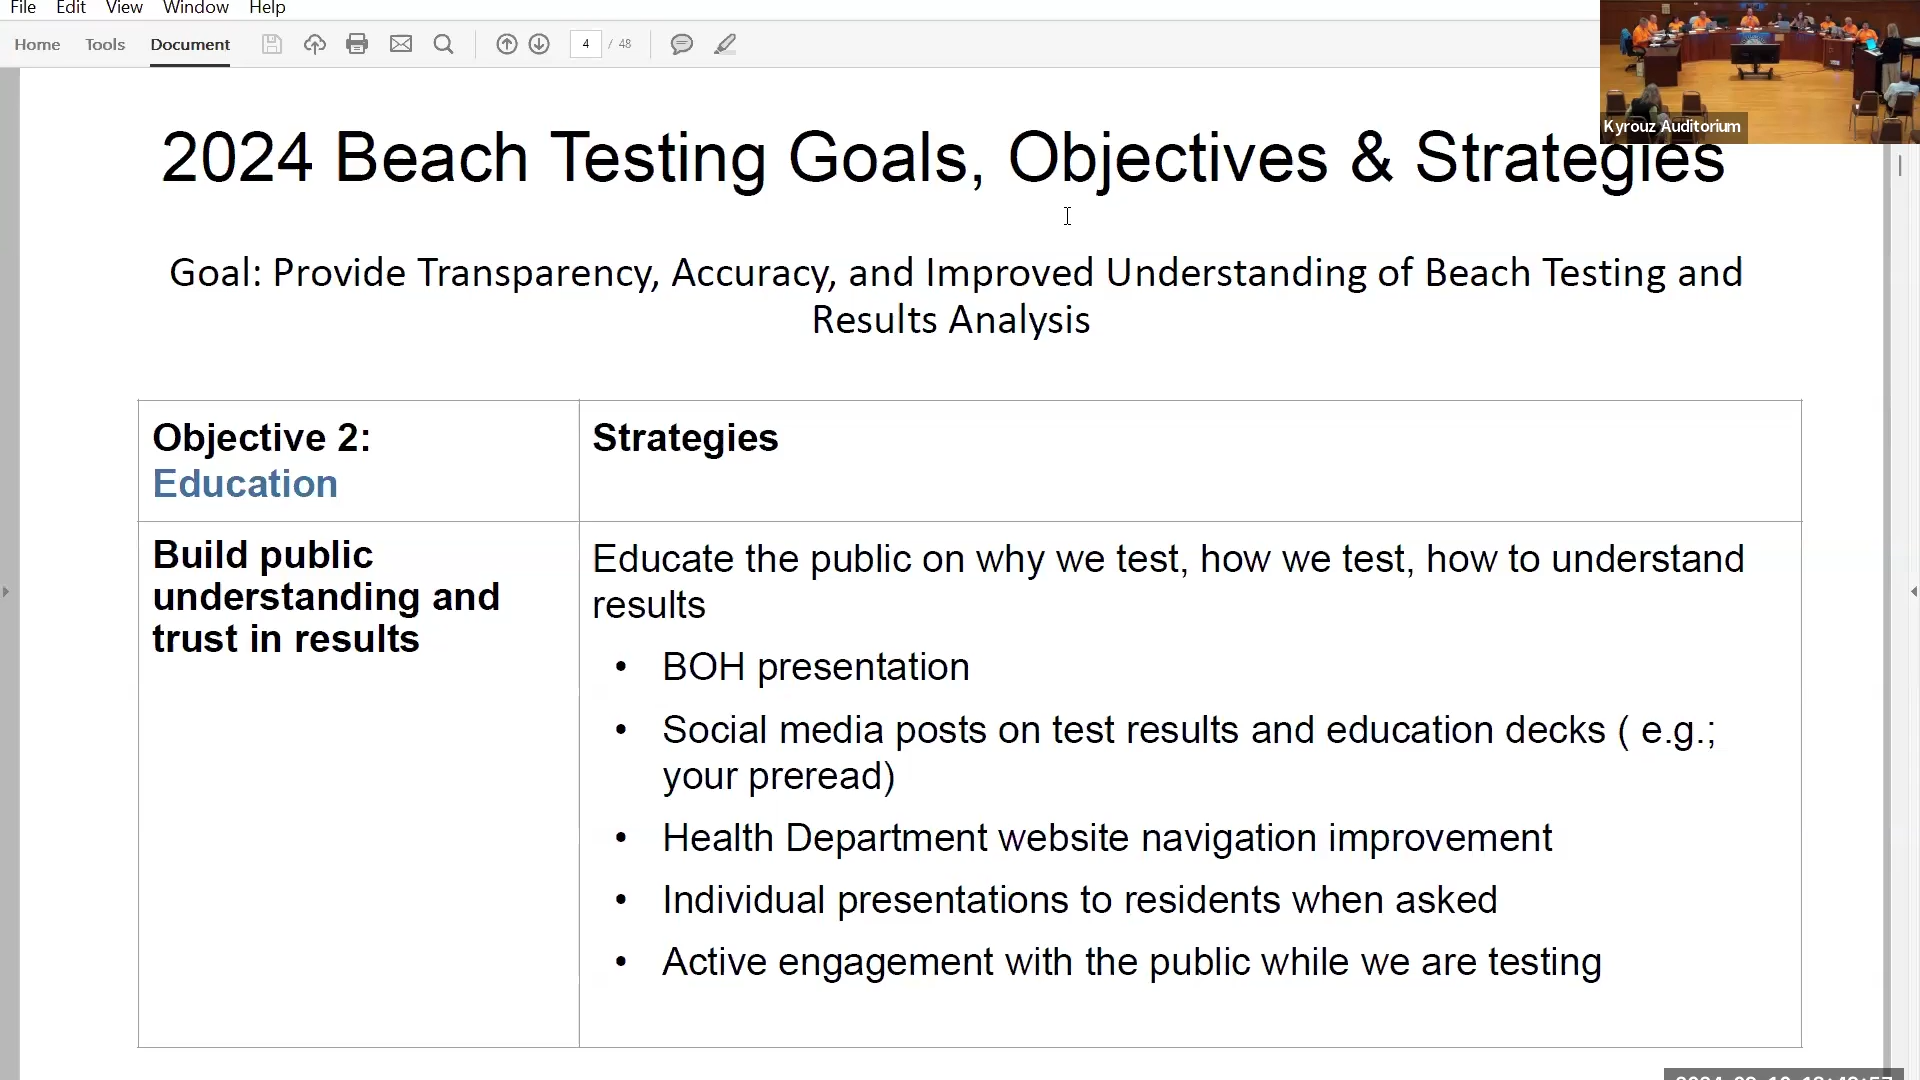 File Edit View Window Help
Home Tools Document 4 / 48
Kyrouz Auditorium
2024 Beach Testing Goals, Objectives & Strategies
Goal: Provide Transparency, Accuracy, and Improved Understanding of Beach Testing and
Results Analysis
Objective 2:
Education
Strategies
Build public
understanding and
trust in results
Educate the public on why we test, how we test, how to understand
results
• BOH presentation
• Social media posts on test results and education decks ( e.g.;
your preread)
• Health Department website navigation improvement
• Individual presentations to residents when asked
• Active engagement with the public while we are testing